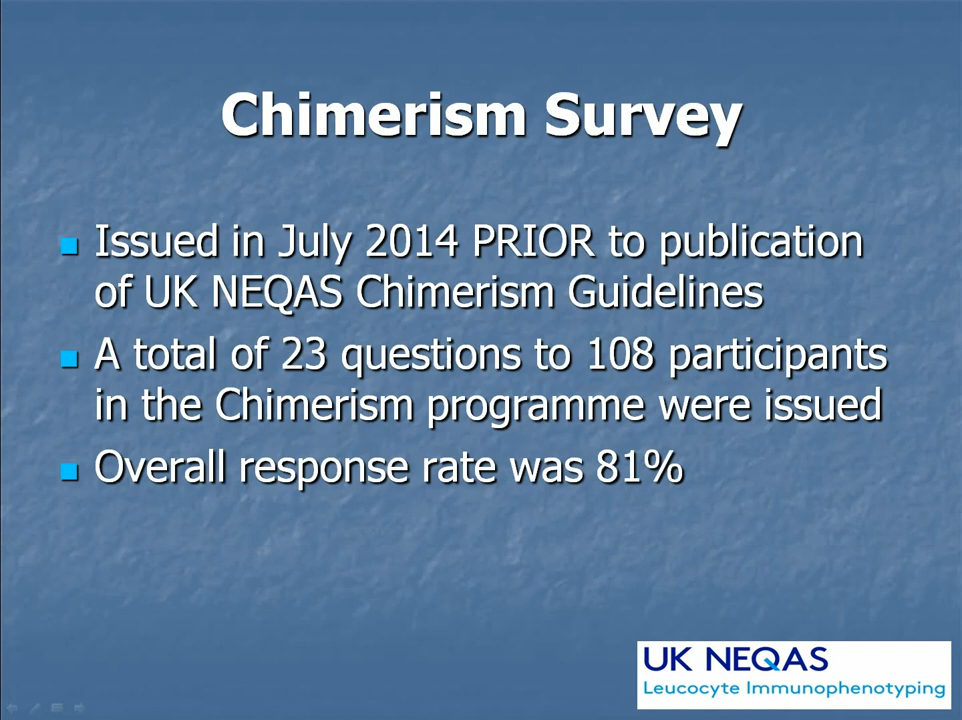 Chimerism Survey
Issued in July 2014 PRIOR to publication
of UK NEQAS Chimerism Guidelines
A total of 23 questions to 108 participants
in the Chimerism programme were issued
Overall response rate was 81%
UK NEQAS
Leucocyte Immunophenotyping